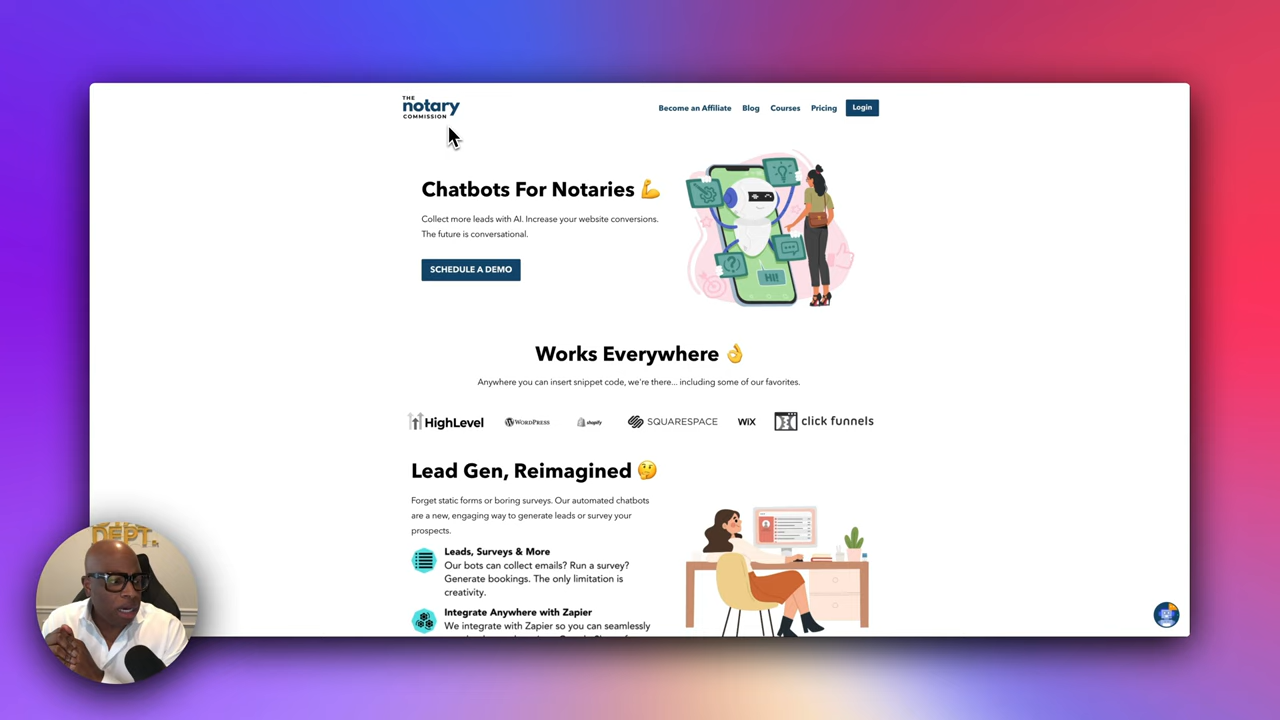 THE
notary
COMMISSION
Become an Affiliate
Blog
Courses
Pricing
Login
Chatbots For Notaries 💪
Collect more leads with AI. Increase your website conversions.
The future is conversational.
SCHEDULE A DEMO
HI!
Works Everywhere 👌
Anywhere you can insert snippet code, we're there... including some of our favorites.
HighLevel
WORDPRESS
shopify
SQUARESPACE
WiX
click funnels
Lead Gen, Reimagined 🤔
Forget static forms or boring surveys. Our automated chatbots
are a new, engaging way to generate leads or survey your
prospects.
Leads, Surveys & More
Our bots can collect emails? Run a survey?
Generate bookings. The only limitation is
creativity.
Integrate Anywhere with Zapier
We integrate with Zapier so you can seamlessly
DEPT